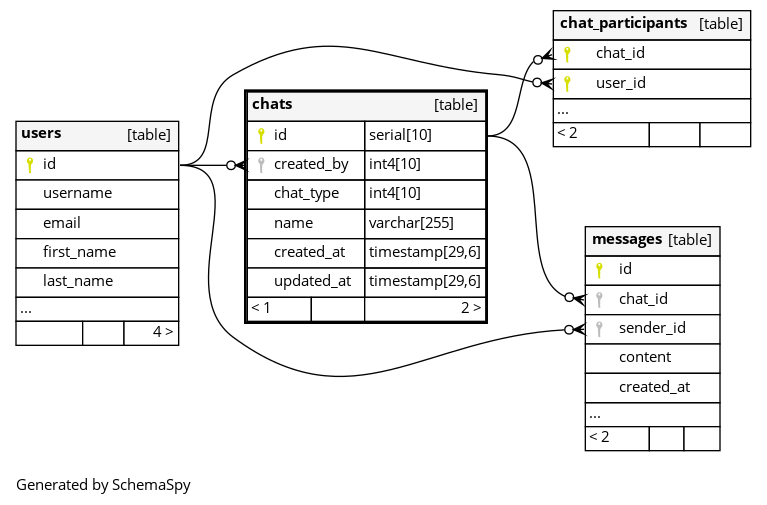 chat_participants [table]
chat_id
user_id
...
< 2
chats [table]
id serial[10]
created_by int4[10]
chat_type int4[10]
name varchar[255]
created_at timestamp[29,6]
updated_at timestamp[29,6]
< 1 2 >
users [table]
id
username
email
first_name
last_name
...
4 >
messages [table]
id
chat_id
sender_id
content
created_at
...
< 2
Generated by SchemaSpy